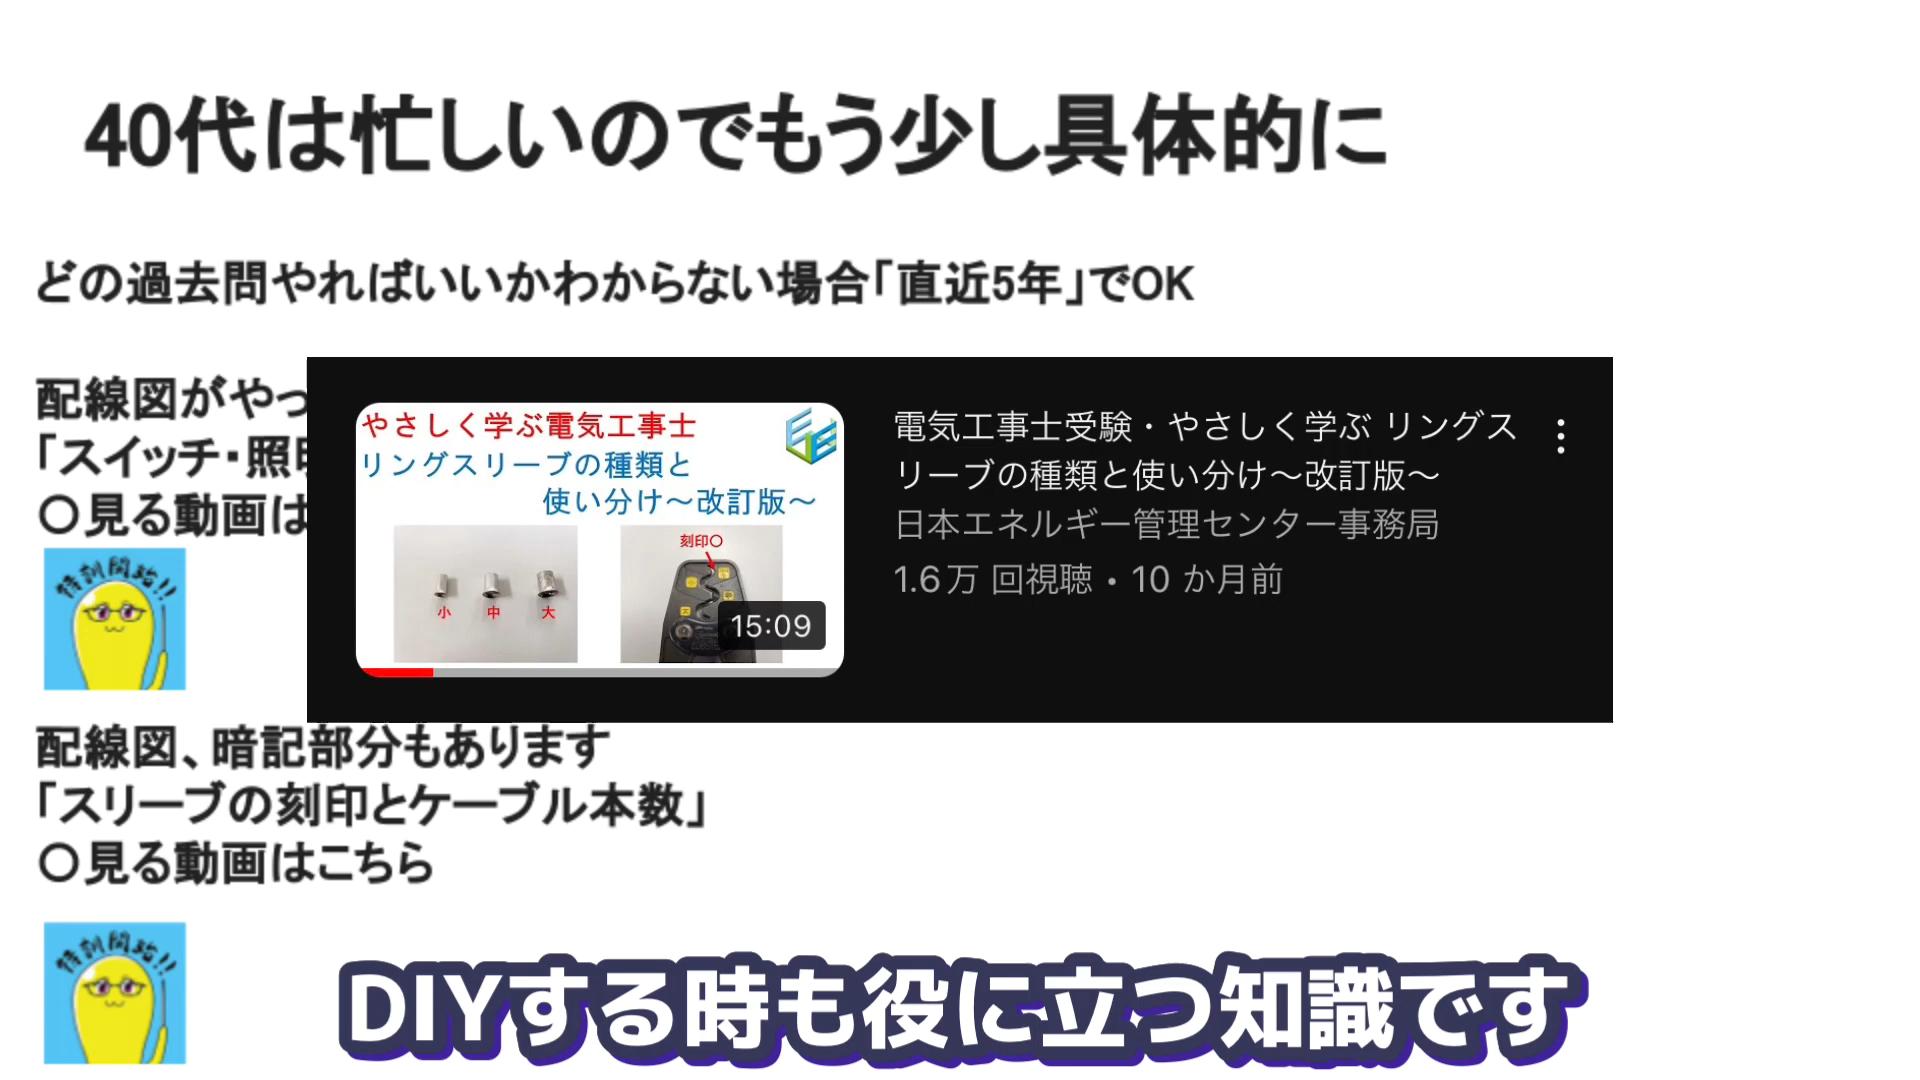 40代は忙しいのでもう少し具体的に
どの過去問やればいいかわからない場合「直近5年」でOK
配線図がやっ
「スイッチ・照明
〇見る動画は
特訓開始!!
やさしく学ぶ電気工事士
リングスリーブの種類と
使い分け～改訂版～
小 中 大
刻印〇
15:09
電気工事士受験・やさしく学ぶ リングス
リーブの種類と使い分け～改訂版～
日本エネルギー管理センター事務局
1.6万 回視聴・10 か月前
配線図、暗記部分もあります
「スリーブの刻印とケーブル本数」
〇見る動画はこちら
特訓開始!!
DIYする時も役に立つ知識です